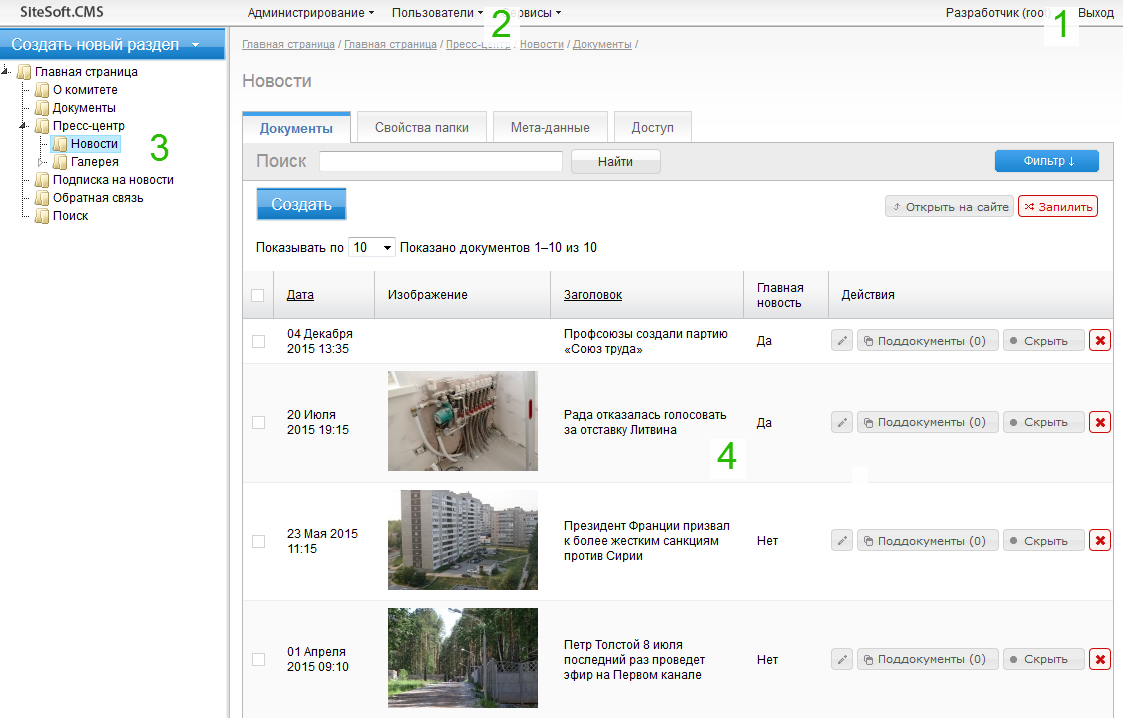 SiteSoft.CMS Администрирование Пользователи 2 Разработчик 1 Выход
Создать новый раздел
Главная страница / Главная страница / / Новости / Документы /
Главная страница
О комитете
Документы
Пресс-центр
Новости
Галерея
3
Подписка на новости
Обратная связь
Поиск
Новости
Документы Свойства папки Мета-данные Доступ
Поиск Найти Фильтр ↓
Создать Открыть на сайте Запилить
Показывать по 10 Показано документов 1–10 из 10
Дата Изображение Заголовок Главная новость Действия
04 Декабря
2015 13:35
Профсоюзы создали партию
«Союз труда»
Да
Поддокументы (0) Скрыть
20 Июля
2015 19:15
Рада отказалась голосовать
за отставку Литвина
Да
Поддокументы (0) Скрыть
4
23 Мая 2015
11:15
Президент Франции призвал
к более жестким санкциям
против Сирии
Нет
Поддокументы (0) Скрыть
01 Апреля
2015 09:10
Петр Толстой 8 июля
последний раз проведет
эфир на Первом канале
Нет
Поддокументы (0) Скрыть